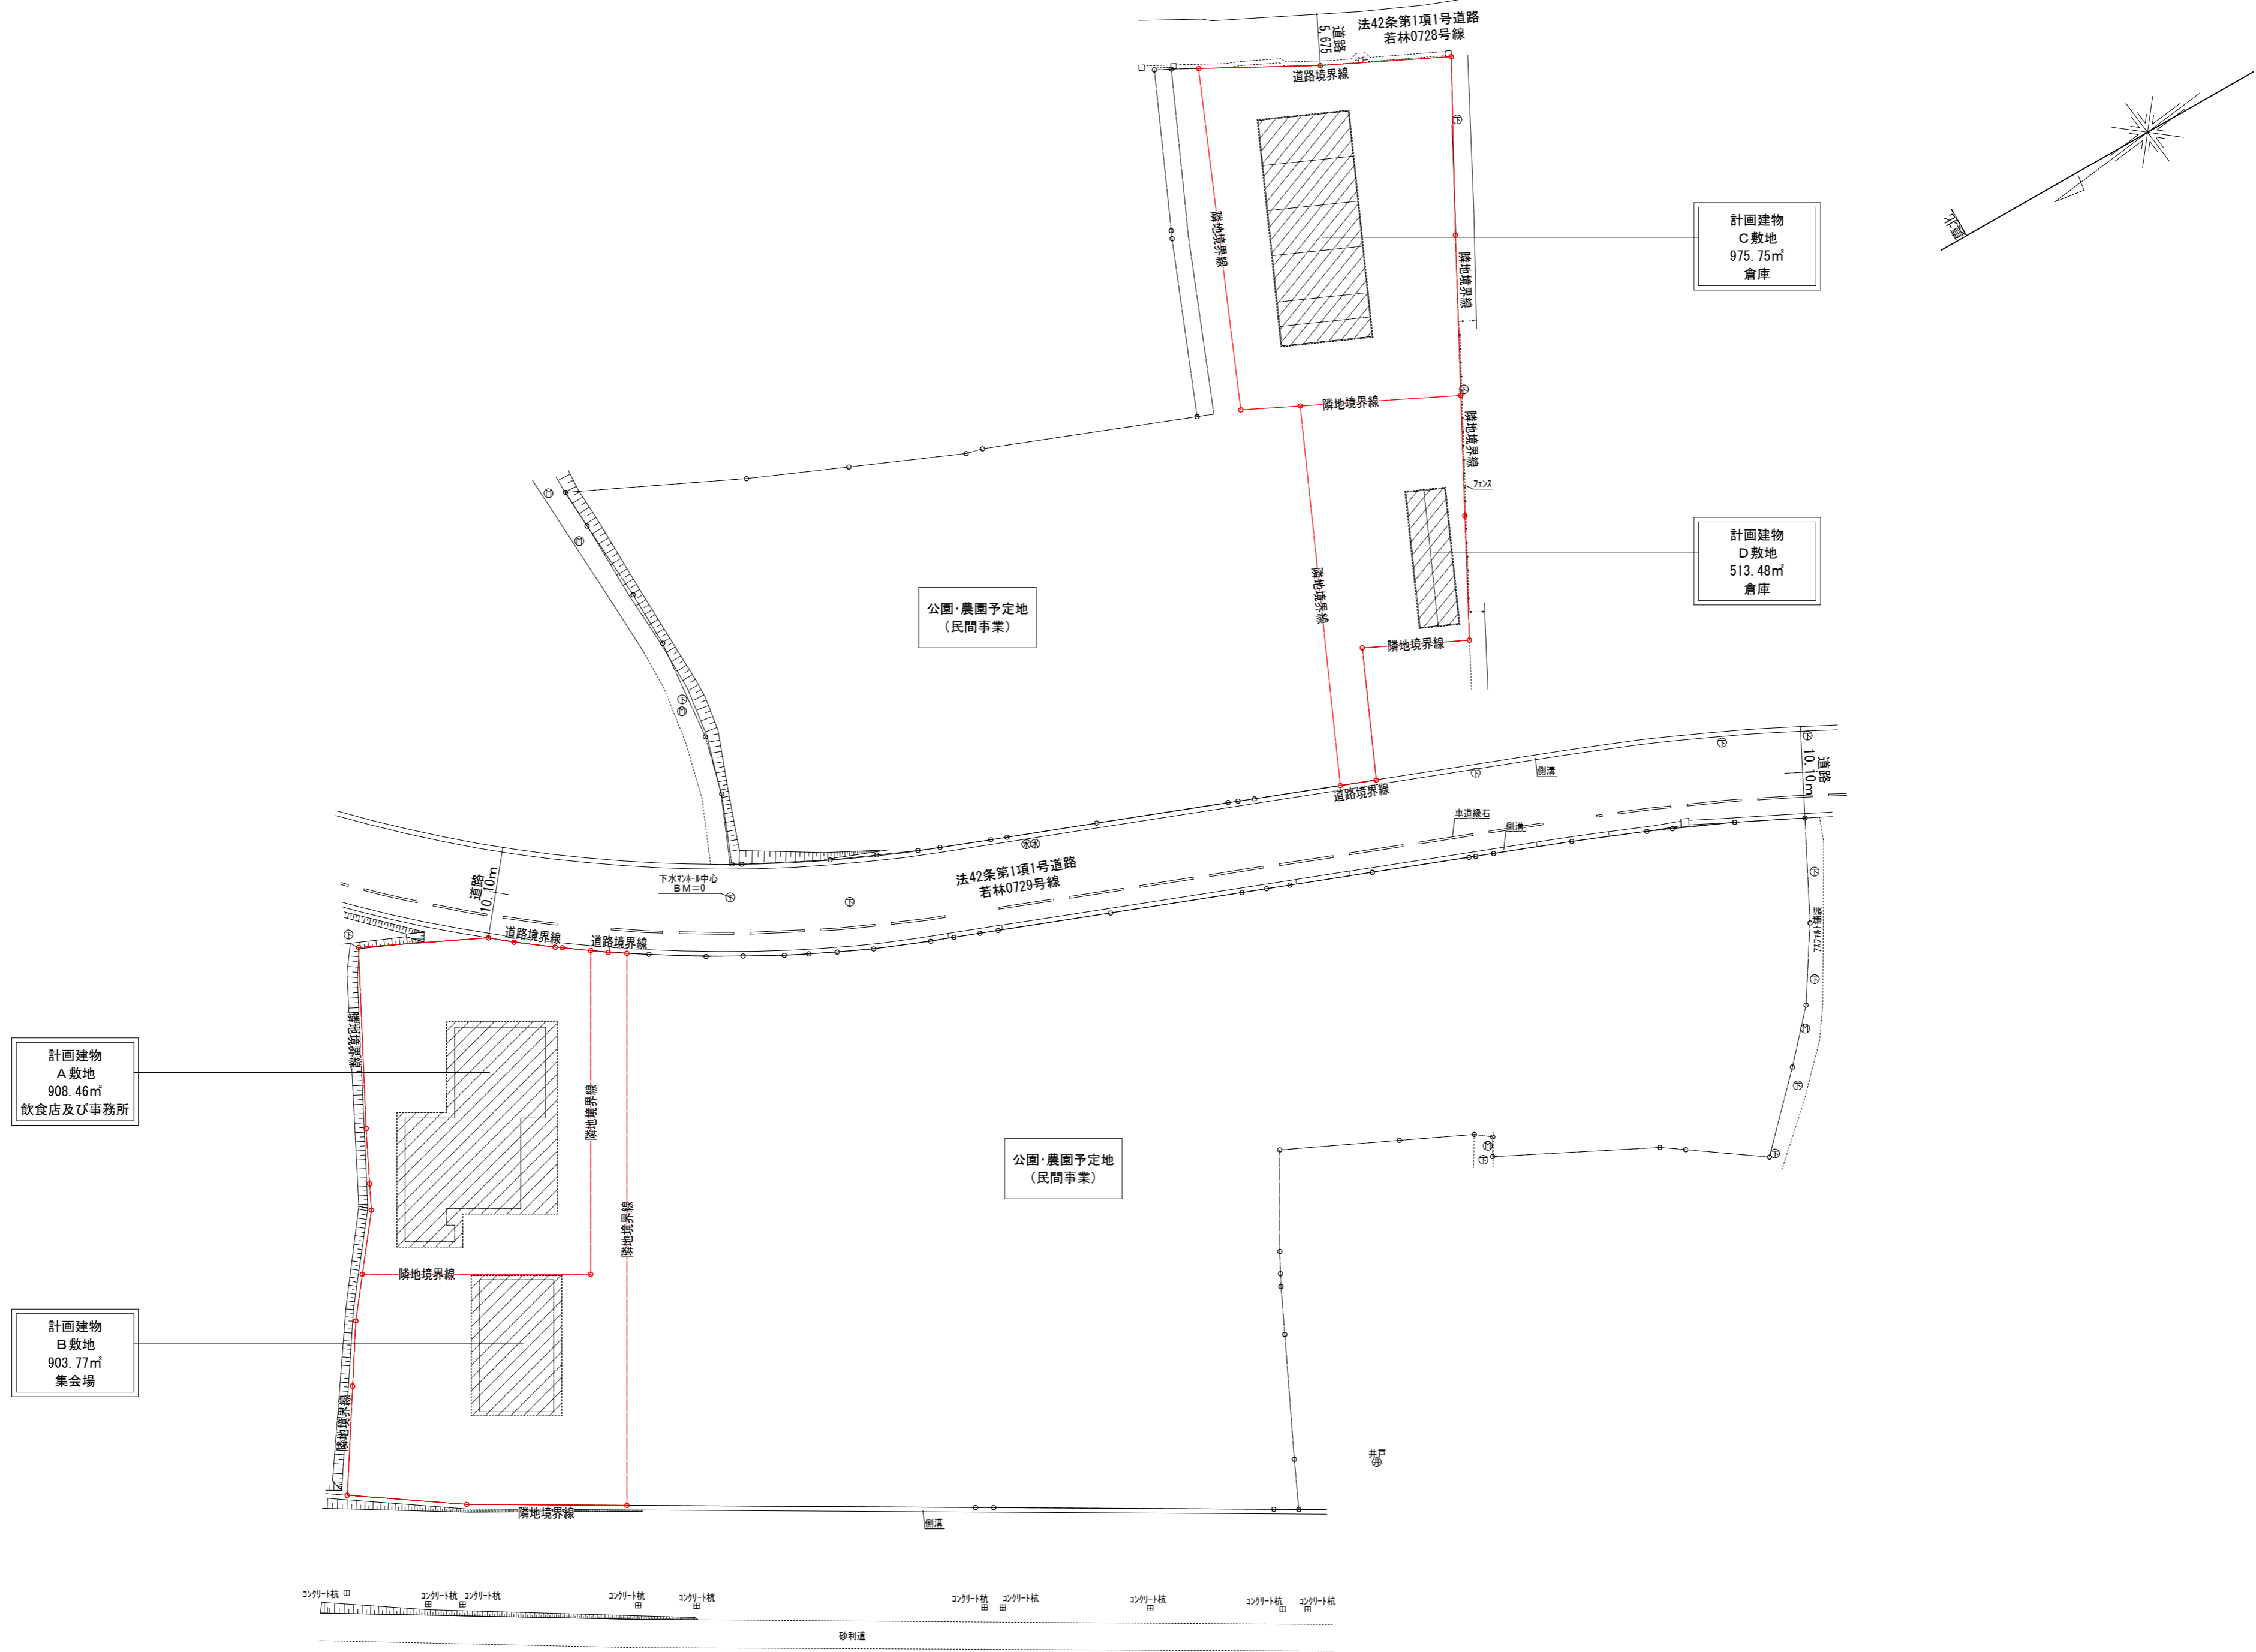 法42条第1項1号道路
若林0728号線
道路
5,675
道路境界線
隣地境界線
計画建物
C敷地
975.75㎡
倉庫
真北
隣地境界線
隣地境界線
隣地境界線
フェンス
計画建物
D敷地
513.48㎡
倉庫
公園・農園予定地
（民間事業）
隣地境界線
隣地境界線
道路境界線
側溝
道路
10.10m
車道縁石
側溝
法42条第1項1号道路
若林0729号線
下水マンホール中心
BM=0
道路
10.10m
道路境界線
道路境界線
アスファルト舗装
隣地境界線
計画建物
A敷地
908.46㎡
飲食店及び事務所
隣地境界線
公園・農園予定地
（民間事業）
隣地境界線
隣地境界線
計画建物
B敷地
903.77㎡
集会場
隣地境界線
井戸
井
隣地境界線
側溝
コンクリート杭
コンクリート杭
コンクリート杭
コンクリート杭
コンクリート杭
コンクリート杭
コンクリート杭
コンクリート杭
コンクリート杭
コンクリート杭
砂利道